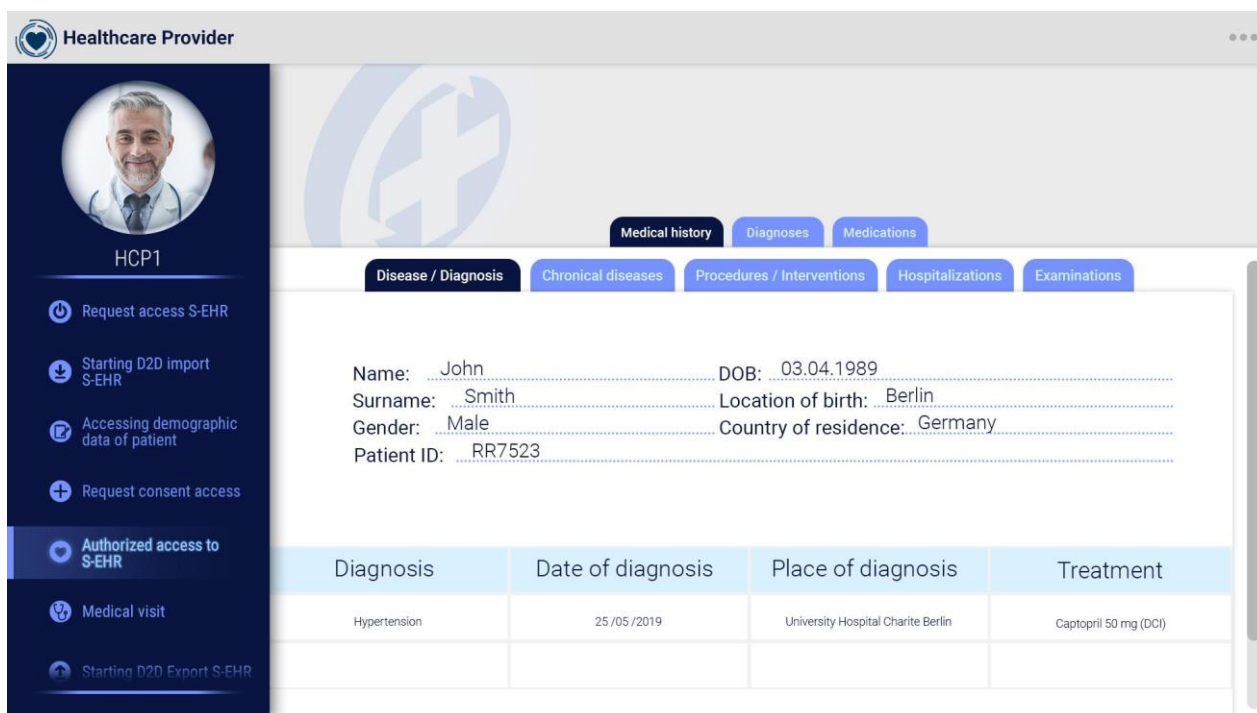 Healthcare Provider
HCP1
Request access S-EHR
Starting D2D import
S-EHR
Accessing demographic
data of patient
Request consent access
Authorized access to
S-EHR
Medical visit
Starting D2D Export S-EHR
Medical history Diagnoses Medications
Disease / Diagnosis Chronical diseases Procedures / Interventions Hospitalizations Examinations
Name: John DOB: 03.04.1989
Surname: Smith Location of birth: Berlin
Gender: Male Country of residence: Germany
Patient ID: RR7523
Diagnosis Date of diagnosis Place of diagnosis Treatment
Hypertension 25 /05 /2019 University Hospital Charite Berlin Captopril 50 mg (DCI)